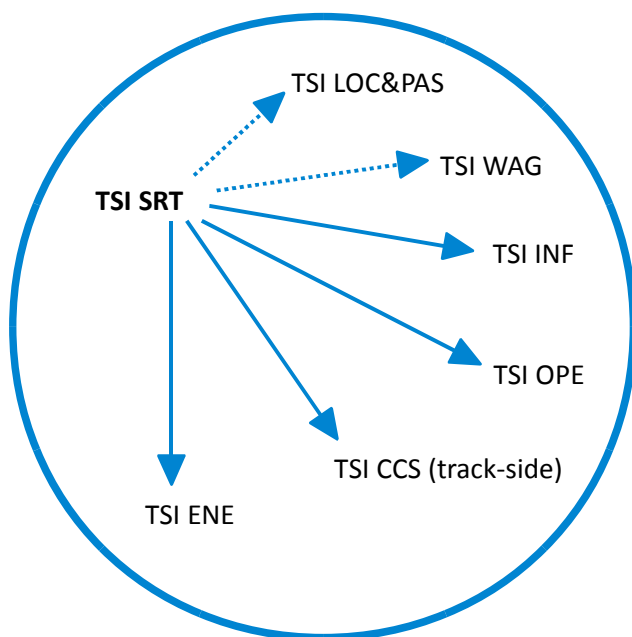 TSI LOC&PAS
TSI WAG
TSI SRT
TSI INF
TSI OPE
TSI CCS (track-side)
TSI ENE